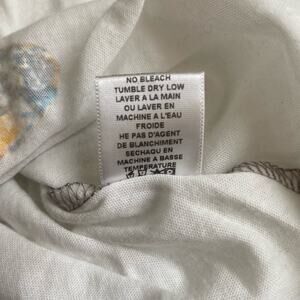 NO BLEACH
TUMBLE DRY LOW
LAVER A LA MAIN
OU LAVER EN
MACHINE A L'EAU
FROIDE
HE PAS D'AGENT
DE BLANCHIMENT
SECHAQU EN
MACHINE A BASSE
TEMPERATURE